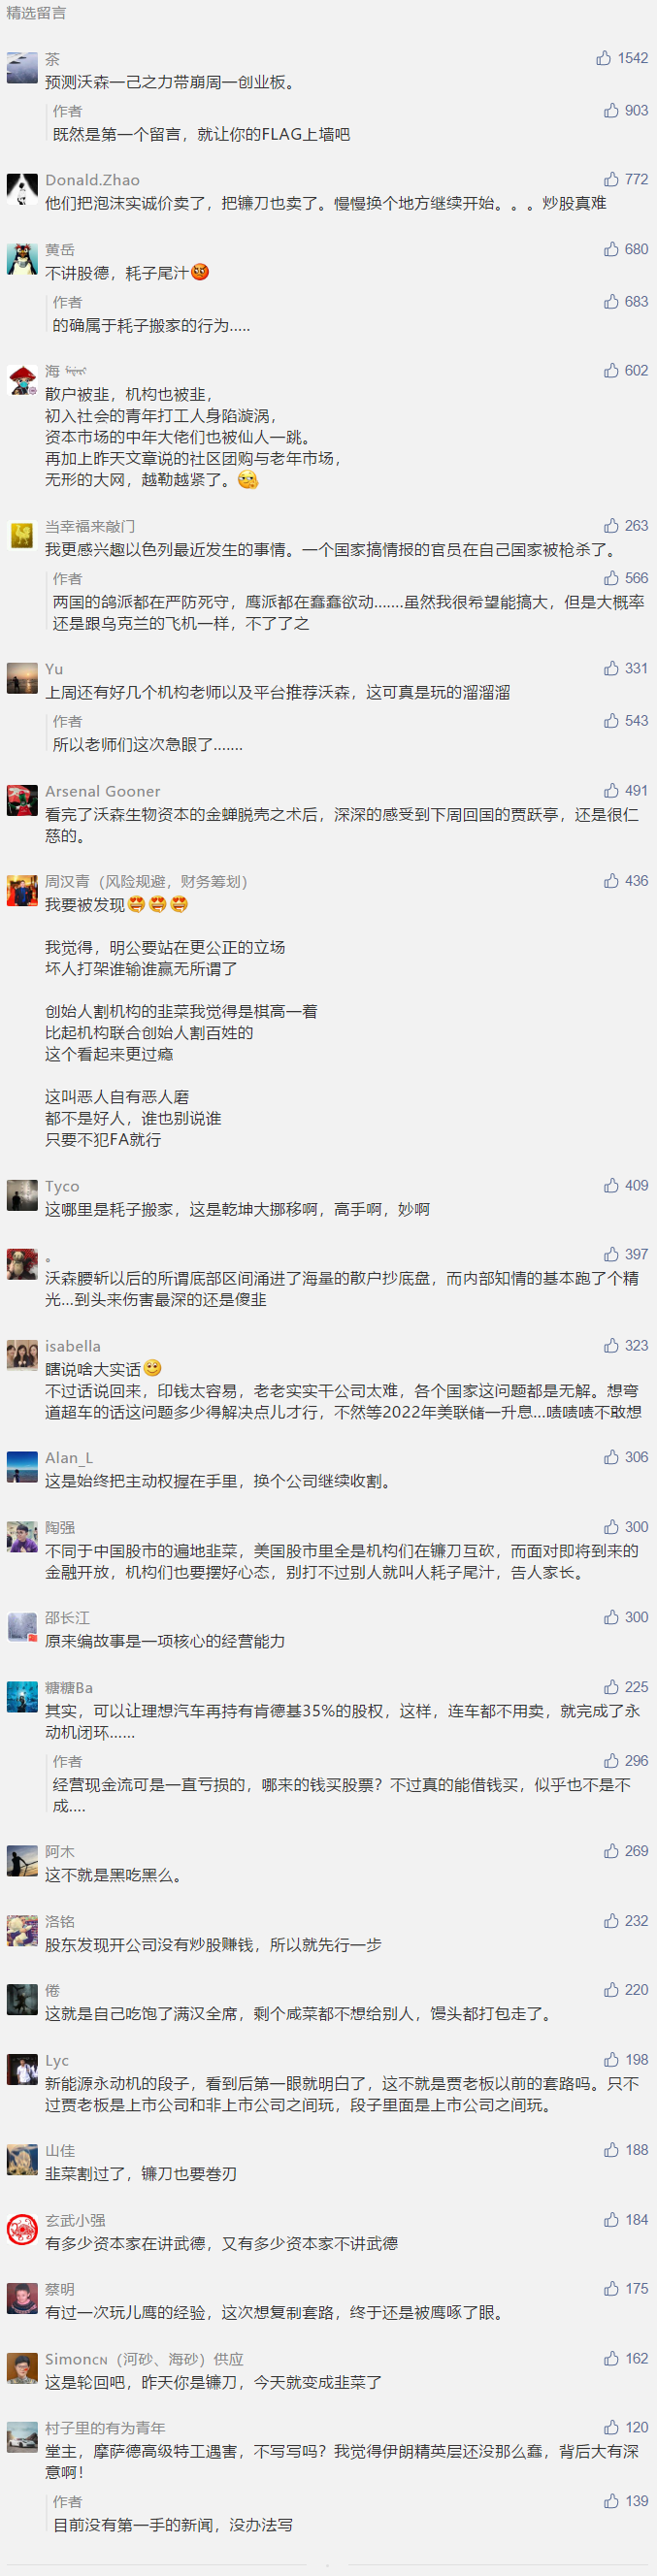 精选留言
茶
1542
预测沃森一己之力带崩周一创业板。
作者
903
既然是第一个留言，就让你的FLAG上墙吧
Donald.Zhao
772
他们把泡沫实诚价卖了，把镰刀也卖了。慢慢换个地方继续开始。。。炒股真难
黄岳
680
不讲股德，耗子尾汁
作者
683
的确属于耗子搬家的行为.....
海
602
散户被韭，机构也被韭，
初入社会的青年打工人身陷漩涡，
资本市场的中年大佬们也被仙人一跳。
再加上昨天文章说的社区团购与老年市场，
无形的大网，越勒越紧了。
当幸福来敲门
263
我更感兴趣以色列最近发生的事情。一个国家搞情报的官员在自己国家被枪杀了。
作者
566
两国的鸽派都在严防死守，鹰派都在蠢蠢欲动.......虽然我很希望能搞大，但是大概率
还是跟乌克兰的飞机一样，不了了之
Yu
331
上周还有好几个机构老师以及平台推荐沃森，这可真是玩的溜溜溜
作者
543
所以老师们这次急眼了.......
Arsenal Gooner
491
看完了沃森生物资本的金蝉脱壳之术后，深深的感受到下周回国的贾跃亭，还是很仁
慈的。
周汉青（风险规避，财务筹划）
436
我要被发现
我觉得，明公要站在更公正的立场
坏人打架谁输谁赢无所谓了
创始人割机构的韭菜我觉得是棋高一着
比起机构联合创始人割百姓的
这个看起来更过瘾
这叫恶人自有恶人磨
都不是好人，谁也别说谁
只要不犯FA就行
Tyco
409
这哪里是耗子搬家，这是乾坤大挪移啊，高手啊，妙啊
。
397
沃森腰斩以后的所谓底部区间涌进了海量的散户抄底盘，而内部知情的基本跑了个精
光...到头来伤害最深的还是傻韭
isabella
323
瞎说啥大实话
不过话说回来，印钱太容易，老老实实干公司太难，各个国家这问题都是无解。想弯
道超车的话这问题多少得解决点儿才行，不然等2022年美联储一升息...啧啧啧不敢想
Alan_L
306
这是始终把主动权握在手里，换个公司继续收割。
陶强
300
不同于中国股市的遍地韭菜，美国股市里全是机构们在镰刀互砍，而面对即将到来的
金融开放，机构们也要摆好心态，别打不过别人就叫人耗子尾汁，告人家长。
邵长江
300
原来编故事是一项核心的经营能力
糖糖Ba
225
其实，可以让理想汽车再持有肯德基35%的股权，这样，连车都不用卖，就完成了永
动机闭环......
作者
296
经营现金流可是一直亏损的，哪来的钱买股票？不过真的能借钱买，似乎也不是不
成....
阿木
269
这不就是黑吃黑么。
洛铭
232
股东发现开公司没有炒股赚钱，所以就先行一步
倦
220
这就是自己吃饱了满汉全席，剩个咸菜都不想给别人，馒头都打包走了。
Lyc
198
新能源永动机的段子，看到后第一眼就明白了，这不就是贾老板以前的套路吗。只不
过贾老板是上市公司和非上市公司之间玩，段子里面是上市公司之间玩。
山佳
188
韭菜割过了，镰刀也要卷刃
玄武小强
184
有多少资本家在讲武德，又有多少资本家不讲武德
蔡明
175
有过一次玩儿鹰的经验，这次想复制套路，终于还是被鹰啄了眼。
Simonᴄɴ（河砂、海砂）供应
162
这是轮回吧，昨天你是镰刀，今天就变成韭菜了
村子里的有为青年
120
堂主，摩萨德高级特工遇害，不写写吗？我觉得伊朗精英层还没那么蠢，背后大有深
意啊！
作者
139
目前没有第一手的新闻，没办法写